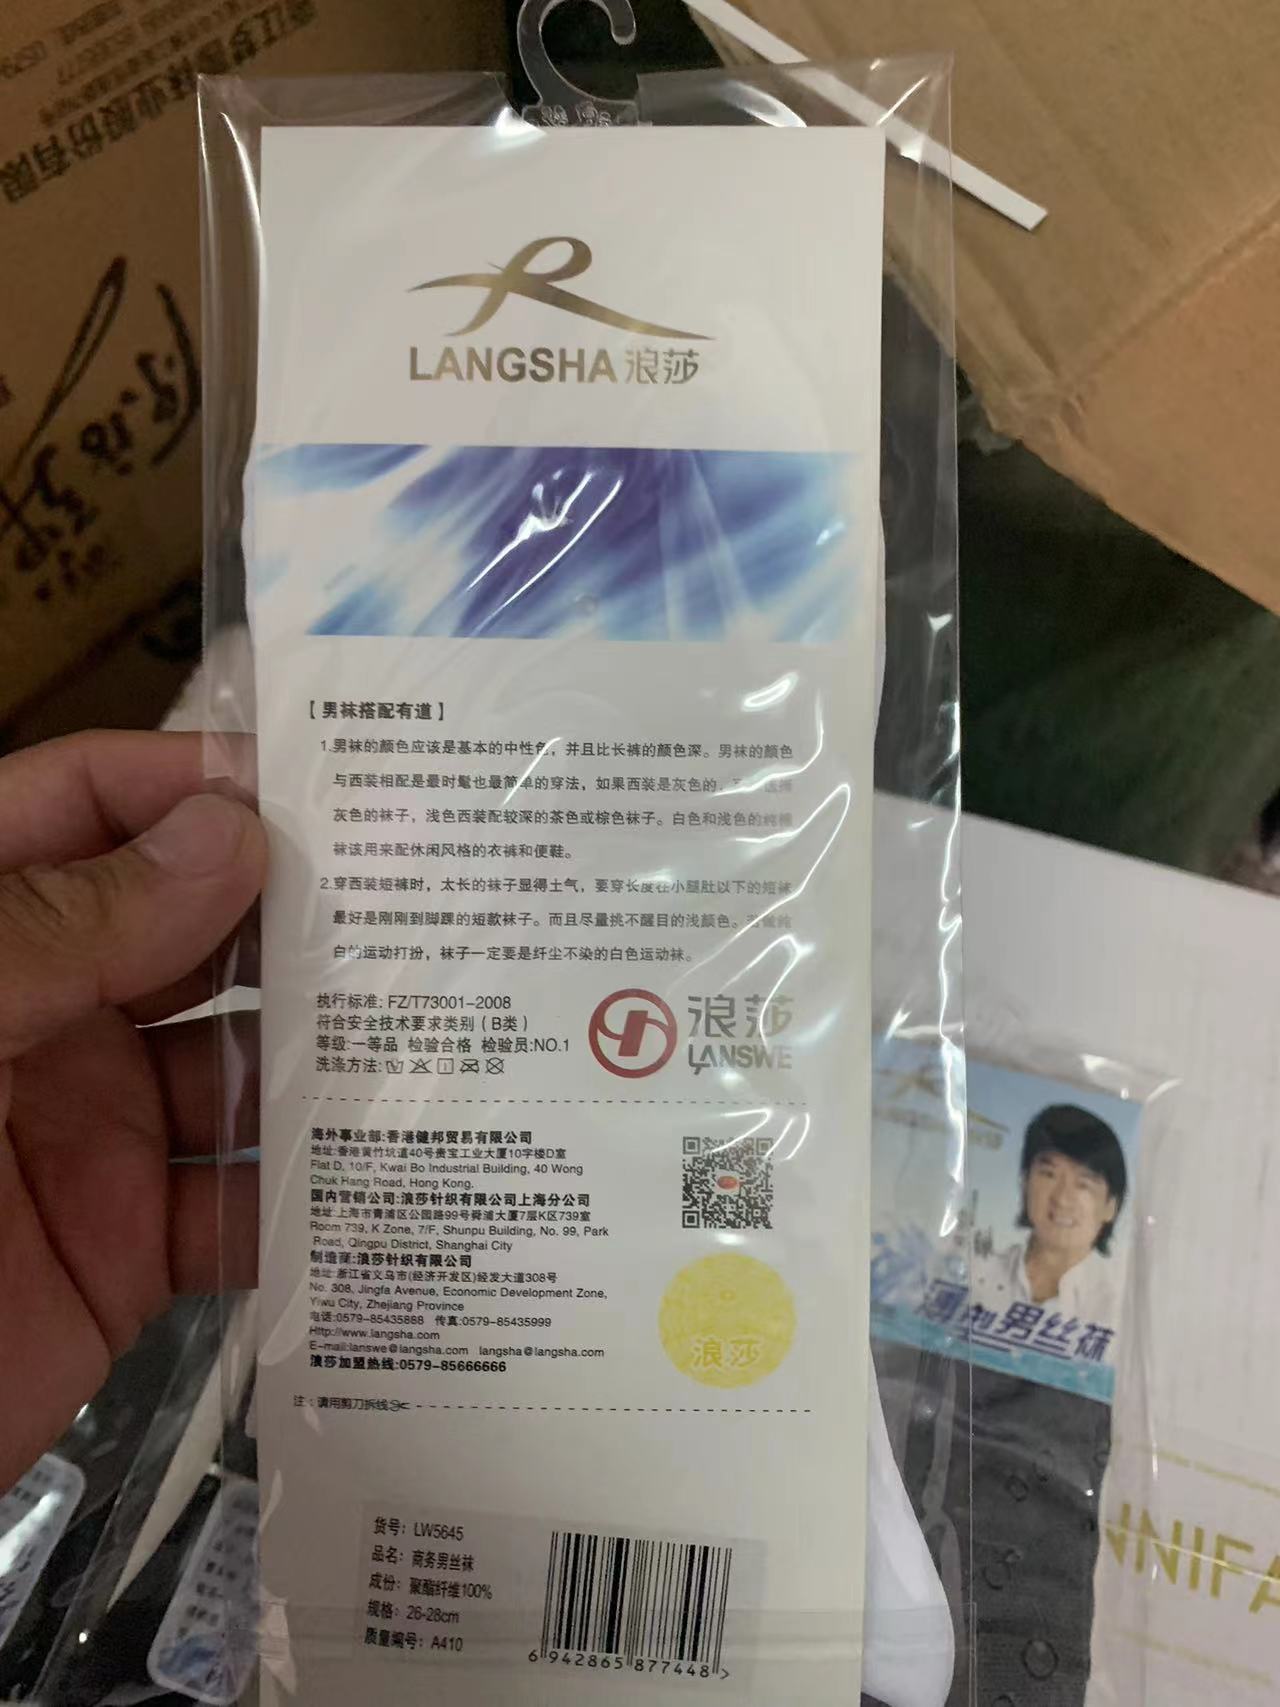 LANGSHA 浪莎
【男袜搭配有道】
1.男袜的颜色应该是基本的中性色，并且比长裤的颜色深。男袜的颜色
与西装相配是最时髦也最简单的穿法，如果西装是灰色的，
灰色的袜子，浅色西装配较深的茶色或棕色袜子。白色和浅色的纯棉
袜该用来配休闲风格的衣裤和便鞋。
2.穿西装短裤时，太长的袜子显得土气，要穿长度在小腿肚以下的短袜
最好是刚刚到脚踝的短款袜子。而且尽量挑不醒目的浅颜色。
白的运动打扮，袜子一定要是纤尘不染的白色运动袜。
执行标准: FZ/T73001-2008
符合安全技术要求类别（B类）
等级:一等品 检验合格 检验员:NO.1
洗涤方法:
浪莎
LANSWE
海外事业部:香港健邦贸易有限公司
地址:香港黄竹坑道40号贵宝工业大厦10字楼D室
Flat D, 10/F, Kwai Bo Industrial Building, 40 Wong
Chuk Hang Road, Hong Kong.
国内营销公司:浪莎针织有限公司上海分公司
地址:上海市青浦区公园路99号舜浦大厦7层K区739室
Room 739, K Zone, 7/F, Shunpu Building, No. 99, Park
Road, Qingpu District, Shanghai City
制造商:浪莎针织有限公司
地址:浙江省义乌市(经济开发区)经发大道308号
No. 308, Jingfa Avenue, Economic Development Zone,
Yiwu City, Zhejiang Province
电话:0579-85435888 传真:0579-85435999
Http://www.langsha.com
E-mail:lanswe@langsha.com langsha@langsha.com
浪莎加盟热线:0579-85666666
浪莎
注：请用剪刀拆线
货号：LW5645
品名：商务男丝袜
成份：聚酯纤维100%
规格：26-28cm
质量编号：A410
6 942865 877448 >
男丝袜
NNIFA
业股份有限